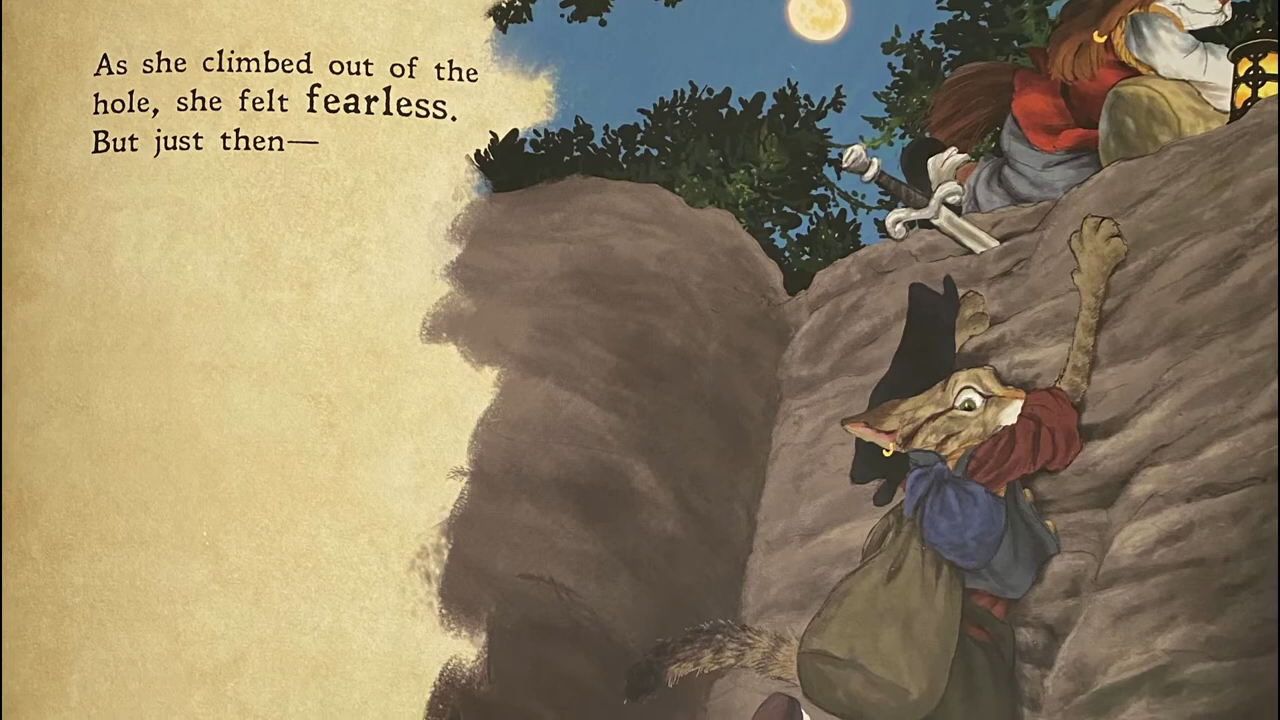 As she climbed out of the
hole, she felt fearless.
But just then—